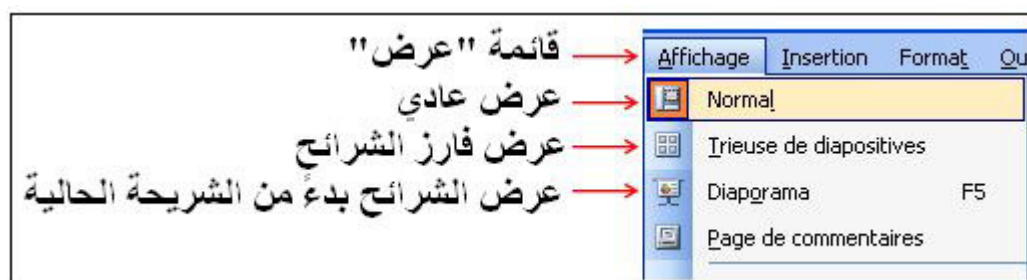 قائمة "عرض"
عرض عادي
عرض فارز الشرائح
عرض الشرائح بدءً من الشريحة الحالية
Affichage Insertion Format Ou
Normal
Trieuse de diapositives
Diaporama F5
Page de commentaires